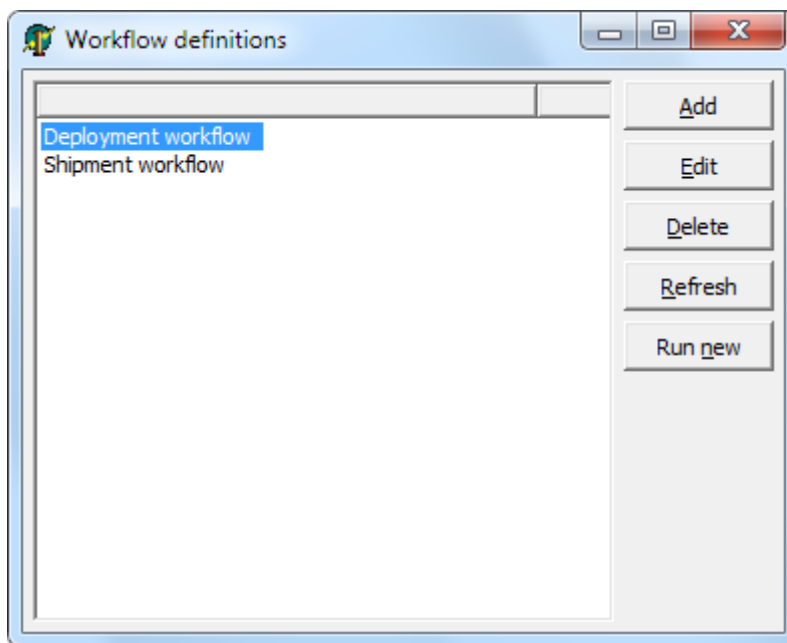 Workflow definitions
Add
Deployment workflow
Shipment workflow
Edit
Delete
Refresh
Run new